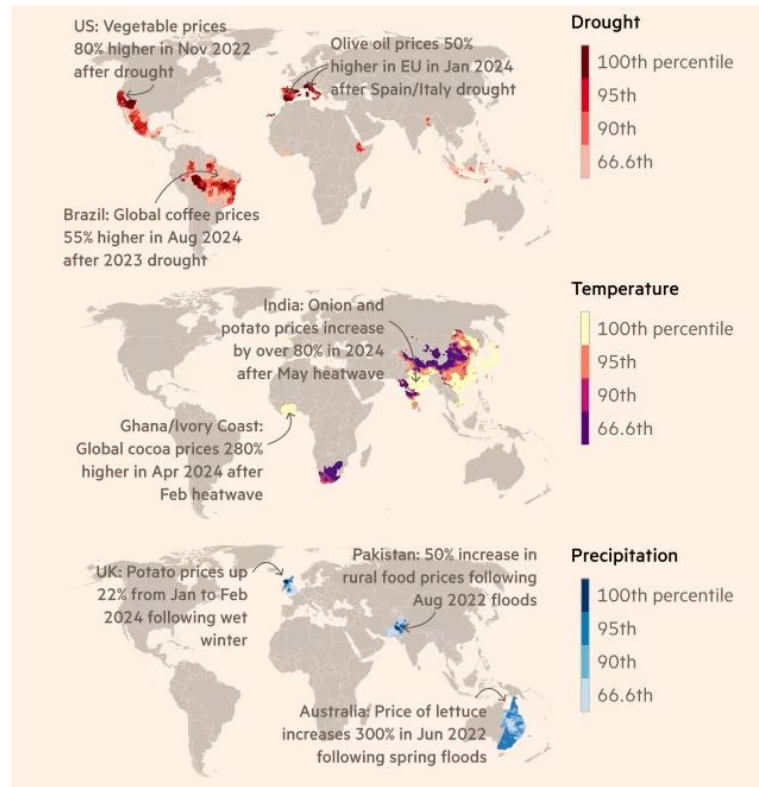 US: Vegetable prices
80% higher in Nov 2022
after drought
Olive oil prices 50%
higher in EU in Jan 2024
after Spain/Italy drought
Brazil: Global coffee prices
55% higher in Aug 2024
after 2023 drought
Drought
100th percentile
95th
90th
66.6th
India: Onion and
potato prices increase
by over 80% in 2024
after May heatwave
Ghana/Ivory Coast:
Global cocoa prices 280%
higher in Apr 2024 after
Feb heatwave
Temperature
100th percentile
95th
90th
66.6th
UK: Potato prices up
22% from Jan to Feb
2024 following wet
winter
Pakistan: 50% increase in
rural food prices following
Aug 2022 floods
Australia: Price of lettuce
increases 300% in Jun 2022
following spring floods
Precipitation
100th percentile
95th
90th
66.6th